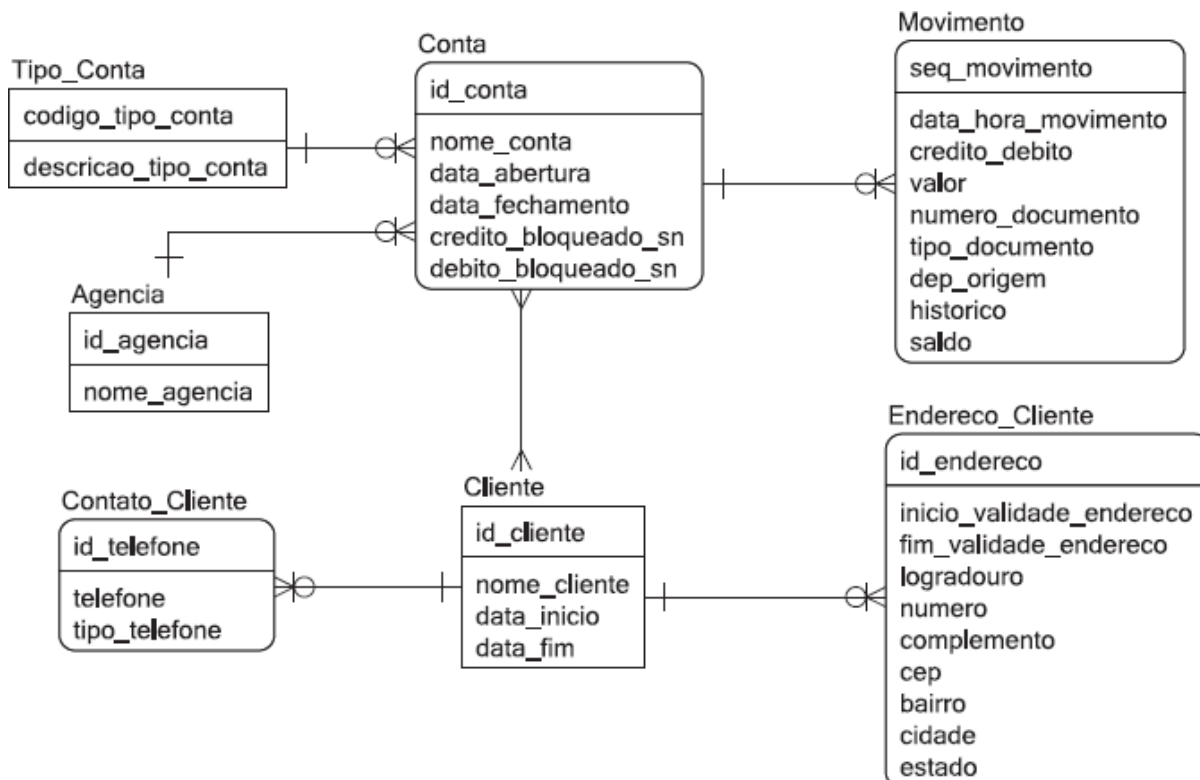 Tipo_Conta
codigo_tipo_conta
descricao_tipo_conta
Conta
id_conta
nome_conta
data_abertura
data_fechamento
credito_bloqueado_sn
debito_bloqueado_sn
Movimento
seq_movimento
data_hora_movimento
credito_debito
valor
numero_documento
tipo_documento
dep_origem
historico
saldo
Agencia
id_agencia
nome_agencia
Contato_Cliente
id_telefone
telefone
tipo_telefone
Cliente
id_cliente
nome_cliente
data_inicio
data_fim
Endereco_Cliente
id_endereco
inicio_validade_endereco
fim_validade_endereco
logradouro
numero
complemento
cep
bairro
cidade
estado